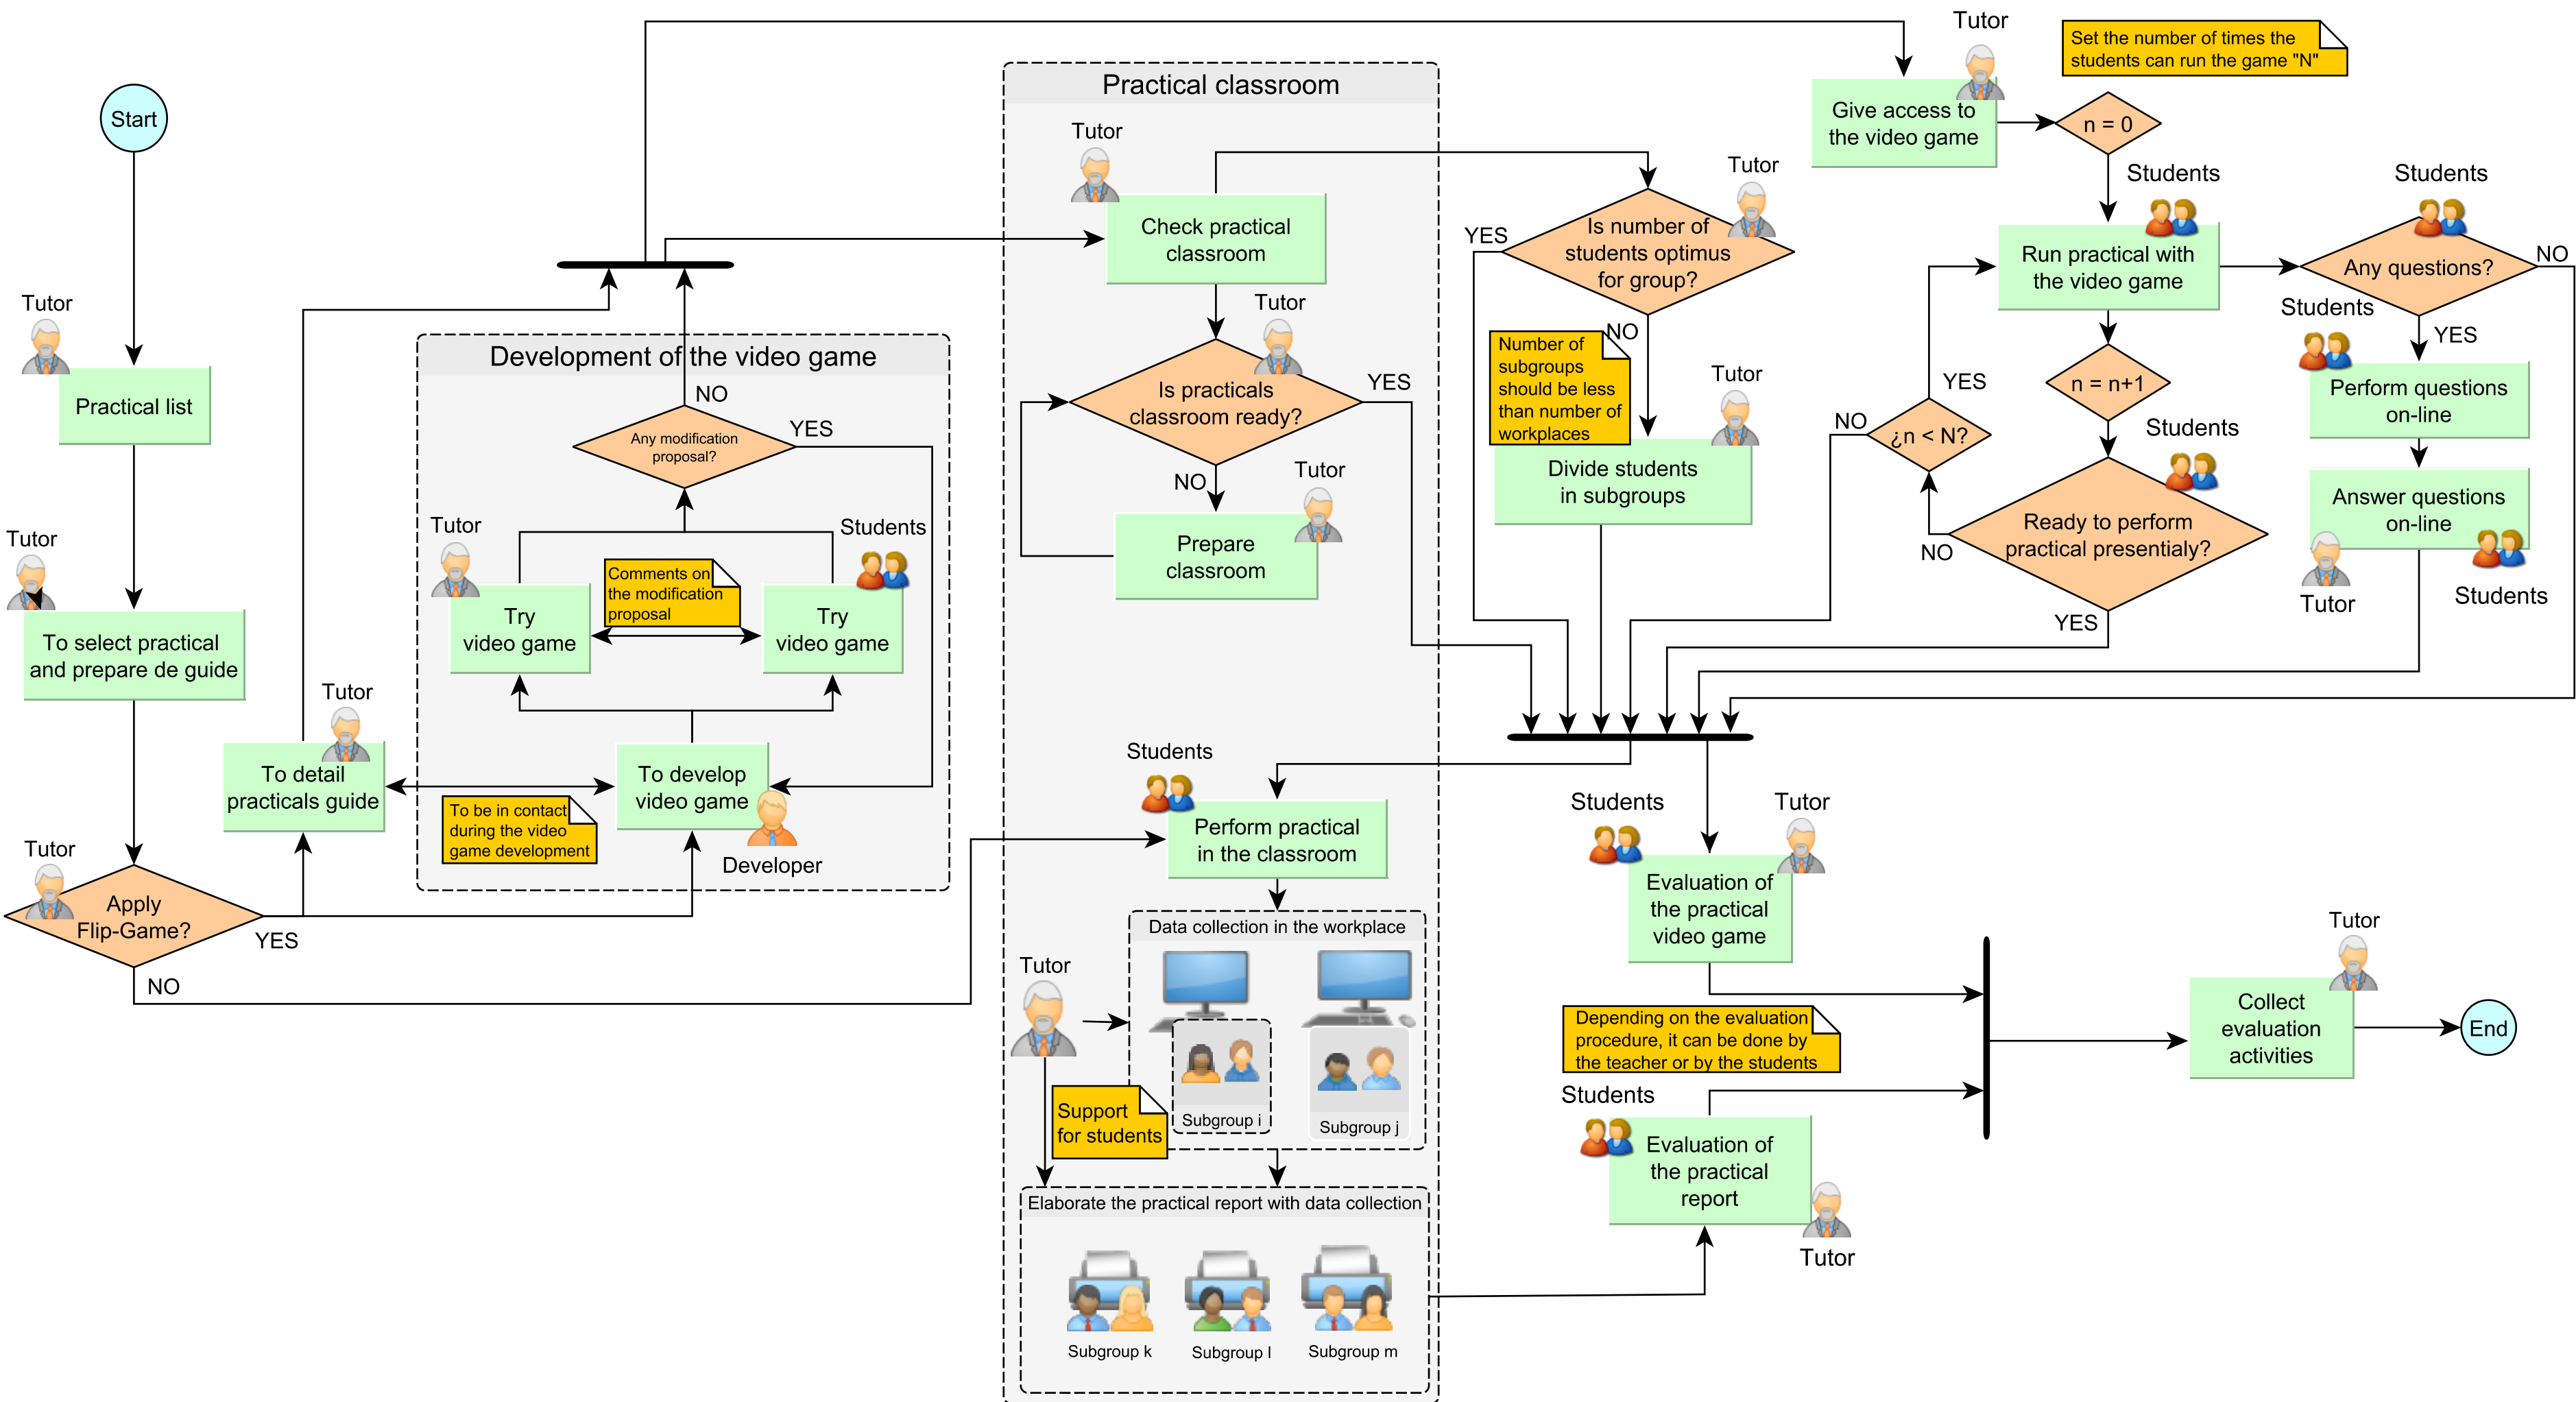 Start
Tutor
Practical list
Tutor
To select practical
and prepare de guide
Tutor
Apply
Flip-Game?
YES
NO
Tutor
To detail
practicals guide
Development of the video game
NO
Any modification
proposal?
YES
Tutor
Students
Comments on
the modification
proposal
Try
video game
Try
video game
To develop
video game
To be in contact
during the video
game development
Developer
Practical classroom
Tutor
Check practical
classroom
Tutor
Is practicals
classroom ready?
YES
NO
Tutor
Prepare
classroom
Students
Perform practical
in the classroom
Data collection in the workplace
Tutor
Subgroup i
Subgroup j
Support
for students
Elaborate the practical report with data collection
Subgroup k
Subgroup l
Subgroup m
Tutor
Is number of
students optimus
for group?
YES
NO
Number of
subgroups
should be less
than number of
workplaces
Tutor
Divide students
in subgroups
Tutor
Set the number of times the
students can run the game "N"
Give access to
the video game
n = 0
Students
Run practical with
the video game
Students
Any questions?
NO
YES
Students
Perform questions
on-line
Answer questions
on-line
Tutor
Students
n = n+1
YES
NO
¿n < N?
Students
Ready to perform
practical presentialy?
NO
YES
Students
Tutor
Evaluation of
the practical
video game
Depending on the evaluation
procedure, it can be done by
the teacher or by the students
Students
Evaluation of
the practical
report
Tutor
Tutor
Collect
evaluation
activities
End